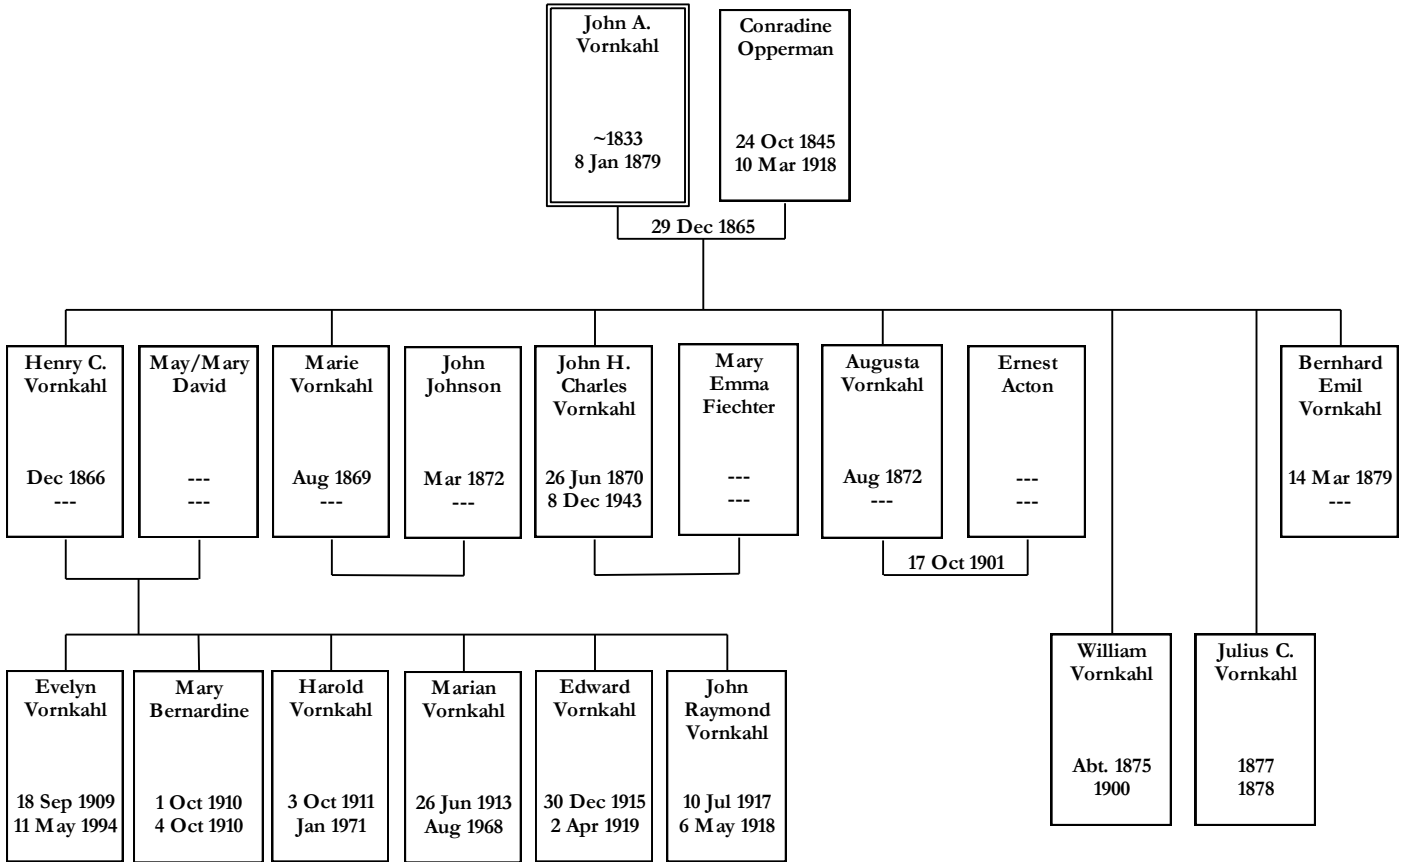 John A.
Vornkahl
~1833
8 Jan 1879
Conradine
Opperman
24 Oct 1845
10 Mar 1918
29 Dec 1865
Henry C.
Vornkahl
Dec 1866
---
May/Mary
David
---
---
Marie
Vornkahl
Aug 1869
---
John
Johnson
Mar 1872
---
John H.
Charles
Vornkahl
26 Jun 1870
8 Dec 1943
Mary
Emma
Fiechter
---
---
Augusta
Vornkahl
Aug 1872
---
Ernest
Acton
---
---
17 Oct 1901
Bernhard
Emil
Vornkahl
14 Mar 1879
---
William
Vornkahl
Abt. 1875
1900
Julius C.
Vornkahl
1877
1878
Evelyn
Vornkahl
18 Sep 1909
11 May 1994
Mary
Bernardine
1 Oct 1910
4 Oct 1910
Harold
Vornkahl
3 Oct 1911
Jan 1971
Marian
Vornkahl
26 Jun 1913
Aug 1968
Edward
Vornkahl
30 Dec 1915
2 Apr 1919
John
Raymond
Vornkahl
10 Jul 1917
6 May 1918